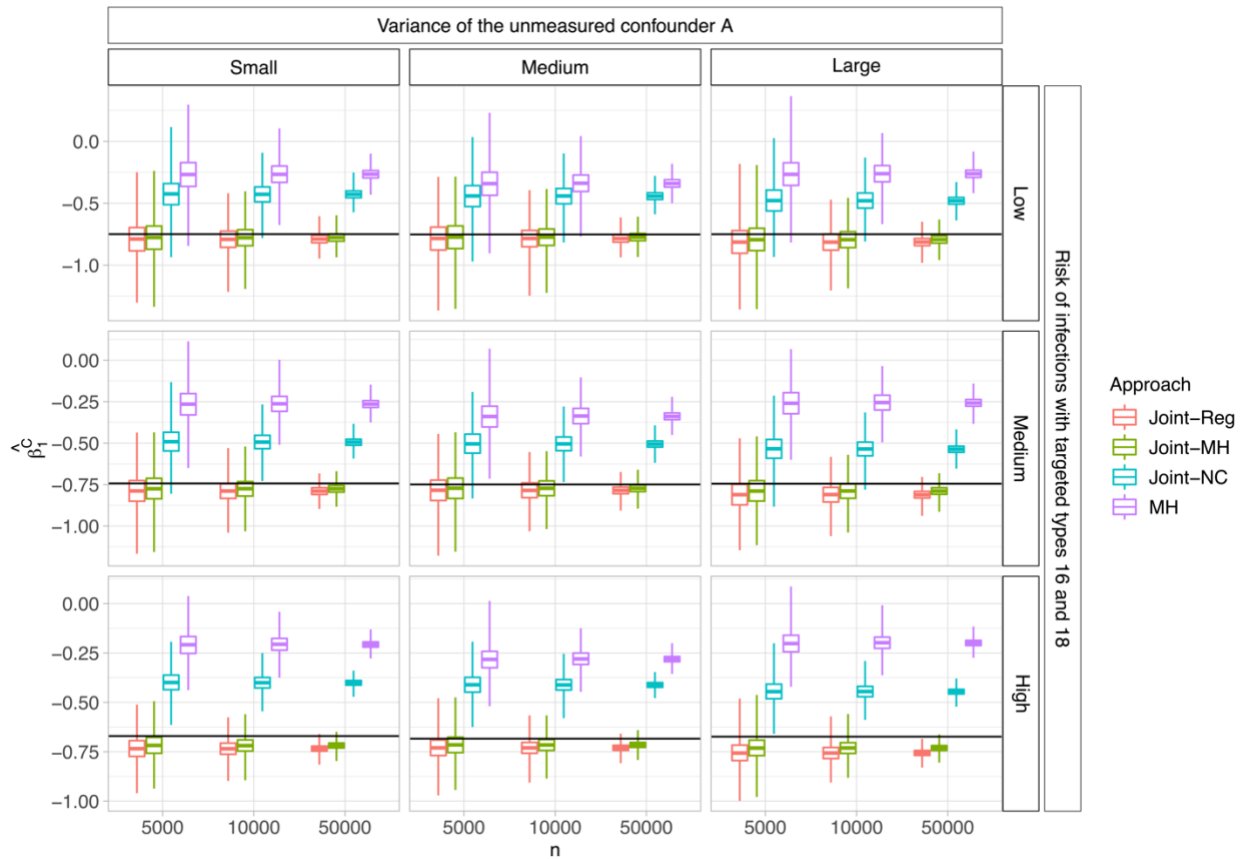 Variance of the unmeasured confounder A
Small
Medium
Large
0.0
−0.5
−1.0
Low
0.00
−0.25
−0.50
−0.75
−1.00
Medium
0.00
−0.25
−0.50
−0.75
−1.00
High
Risk of infections with targeted types 16 and 18
β̂₁ᶜ
5000 10000 50000
5000 10000 50000
5000 10000 50000
n
Approach
Joint−Reg
Joint−MH
Joint−NC
MH